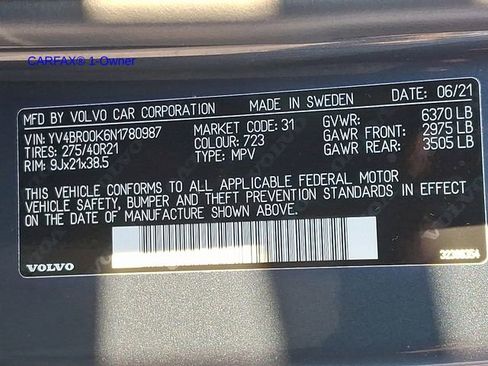 CARFAX® 1-Owner
MFD BY VOLVO CAR CORPORATION MADE IN SWEDEN DATE: 06/21
VIN: YV4BR00K6N1780987 MARKET CODE: 31 GVWR: 6370 LB
TIRES: 275/40R21 COLOUR: 723 GAWR FRONT: 2975 LB
RIM: 9Jx21x38.5 TYPE: MPV GAWR REAR: 3505 LB
THIS VEHICLE CONFORMS TO ALL APPLICABLE FEDERAL MOTOR
VEHICLE SAFETY, BUMPER AND THEFT PREVENTION STANDARDS IN EFFECT
ON THE DATE OF MANUFACTURE SHOWN ABOVE.
VOLVO